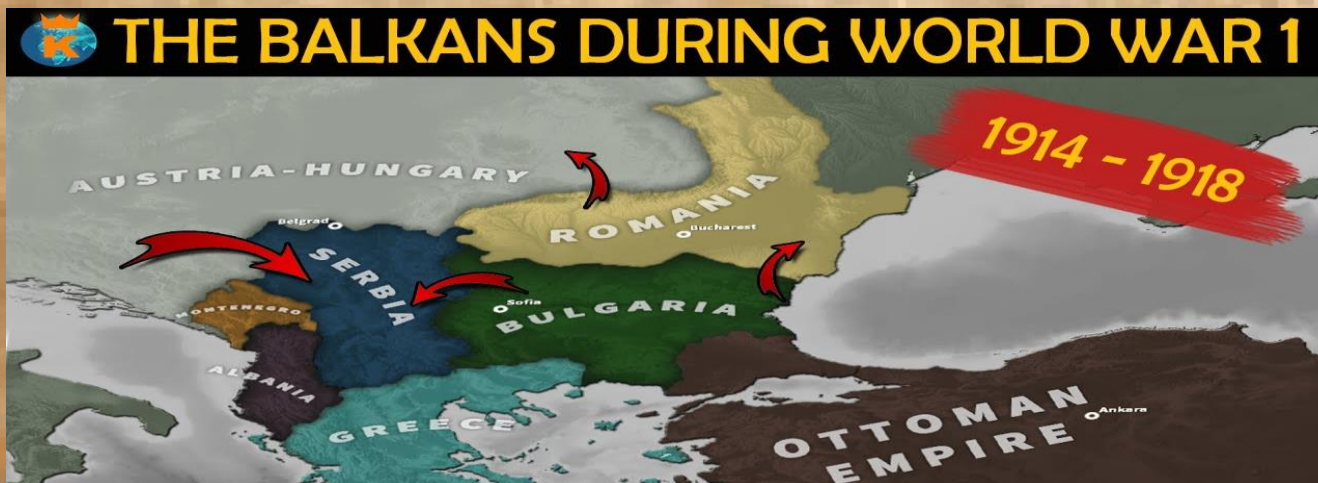 K THE BALKANS DURING WORLD WAR 1
1914 - 1918
AUSTRIA-HUNGARY
ROMANIA
Belgrad
Bucharest
SERBIA
Sofia
BULGARIA
MONTENEGRO
ALBANIA
GREECE
OTTOMAN
EMPIRE
Ankara